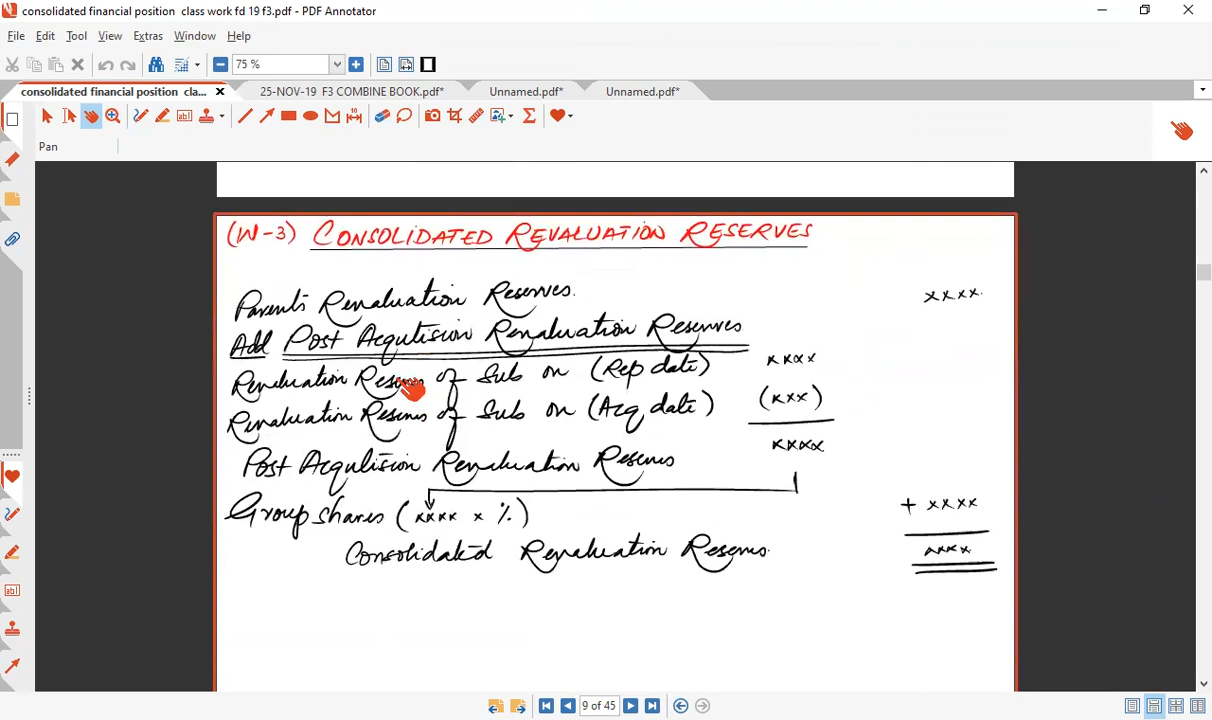 consolidated financial position class work fd 19 f3.pdf - PDF Annotator
File Edit Tool View Extras Window Help
75 %
consolidated financial position cla... 25-NOV-19 F3 COMBINE BOOK.pdf* Unnamed.pdf* Unnamed.pdf*
Pan
(W-3) CONSOLIDATED REVALUATION RESERVES
Parent's Revaluation Reserves. xxxx.
Add Post Acqutision Revaluation Reserves
Revaluation Reserves of Sub on (Rep date) xxxx
Revaluation Reserves of Sub on (Acq date) (xxx)
xxxx
Post Acqutision Revaluation Reserves
Group shares (xxxx x %) + xxxx
Consolidated Revaluation Reserves. xxxx
9 of 45